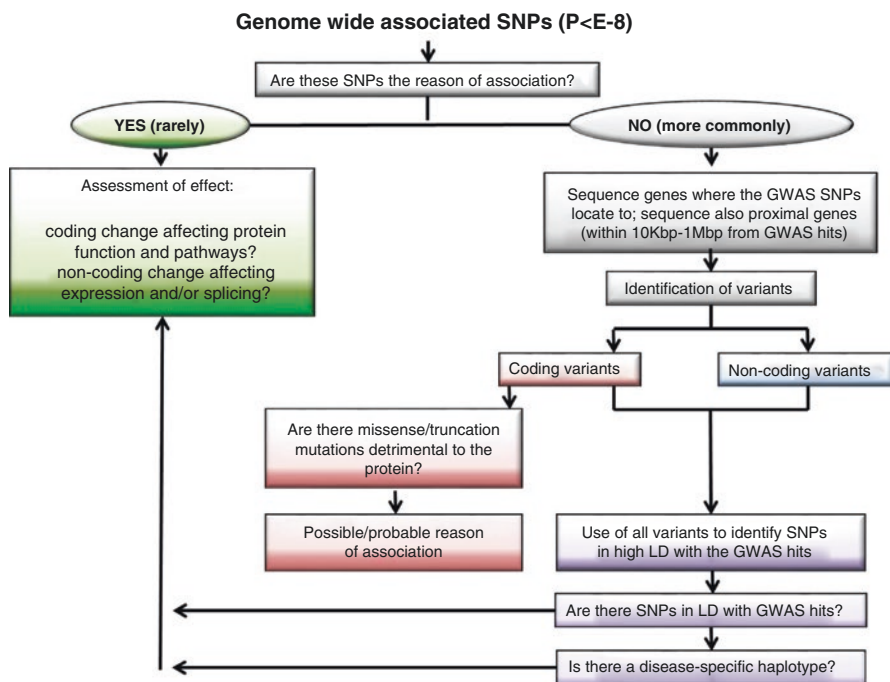 Genome wide associated SNPs (P<E-8)
Are these SNPs the reason of association?
YES (rarely)
NO (more commonly)
Assessment of effect:
coding change affecting protein
function and pathways?
non-coding change affecting
expression and/or splicing?
Sequence genes where the GWAS SNPs
locate to; sequence also proximal genes
(within 10Kbp-1Mbp from GWAS hits)
Identification of variants
Coding variants
Non-coding variants
Are there missense/truncation
mutations detrimental to the
protein?
Possible/probable reason
of association
Use of all variants to identify SNPs
in high LD with the GWAS hits
Are there SNPs in LD with GWAS hits?
Is there a disease-specific haplotype?